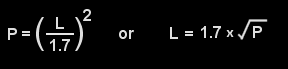 P = (L/1.7)² or L = 1.7 x √P